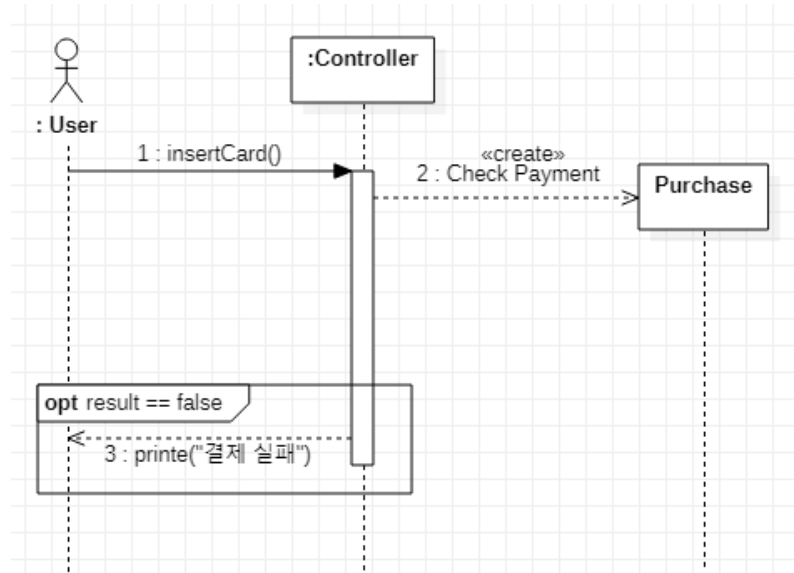 :Controller
: User
1 : insertCard()
«create»
2 : Check Payment
Purchase
opt result == false
3 : printe("결제 실패")